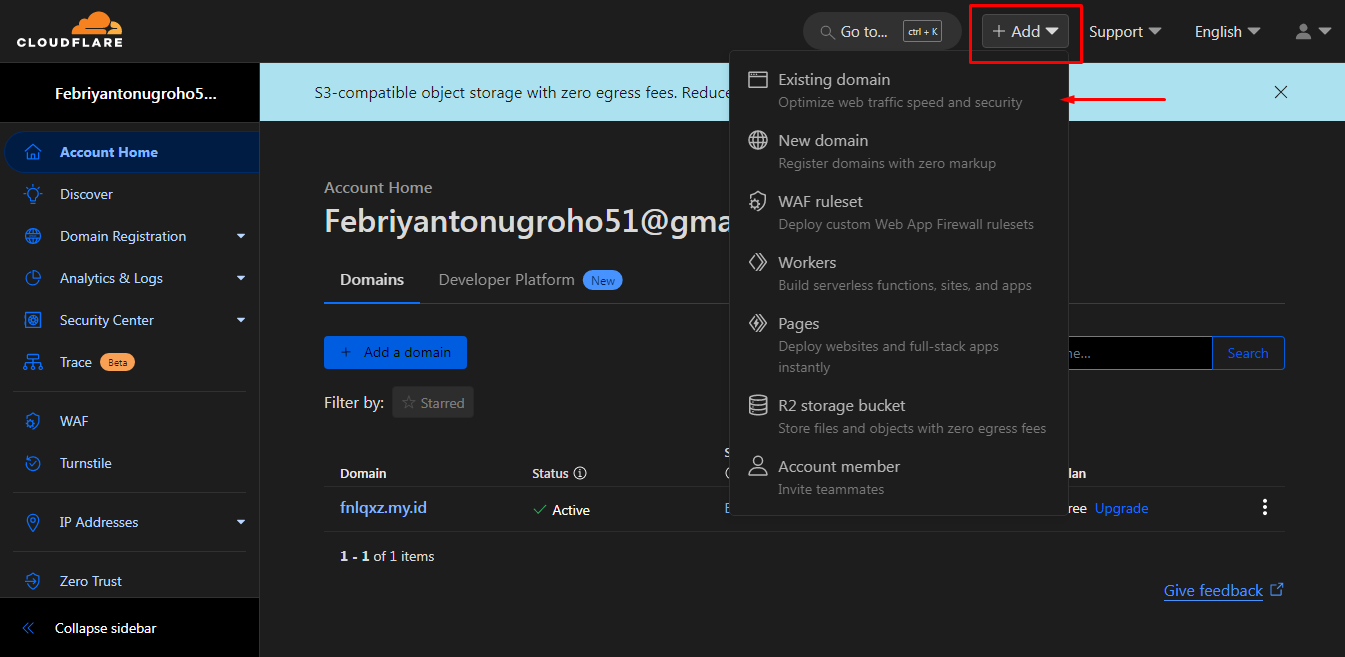 CLOUDFLARE
Go to...
ctrl + K
+ Add
Support
English
Febriyantonugroho5...
S3-compatible object storage with zero egress fees. Reduce
Account Home
Discover
Domain Registration
Analytics & Logs
Security Center
Trace
Beta
WAF
Turnstile
IP Addresses
Zero Trust
Collapse sidebar
Account Home
Febriyantonugroho51@gma
Domains
Developer Platform
New
+ Add a domain
Search
Filter by:
Starred
Domain
Status
fnlqxz.my.id
Active
Upgrade
1 - 1 of 1 items
Give feedback
Existing domain
Optimize web traffic speed and security
New domain
Register domains with zero markup
WAF ruleset
Deploy custom Web App Firewall rulesets
Workers
Build serverless functions, sites, and apps
Pages
Deploy websites and full-stack apps
instantly
R2 storage bucket
Store files and objects with zero egress fees
Account member
Invite teammates